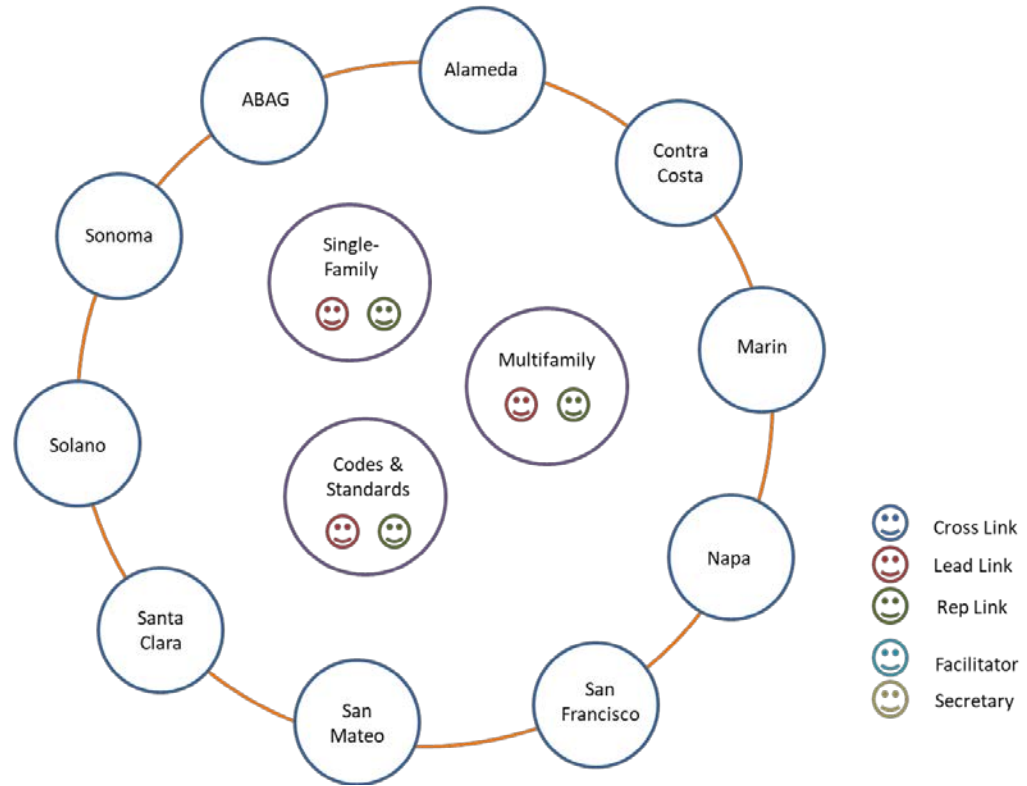 Alameda
ABAG
Contra
Costa
Sonoma
Single-
Family
Marin
Multifamily
Solano
Codes &
Standards
Cross Link
Napa
Lead Link
Rep Link
Santa
Clara
Facilitator
San
Francisco
Secretary
San
Mateo